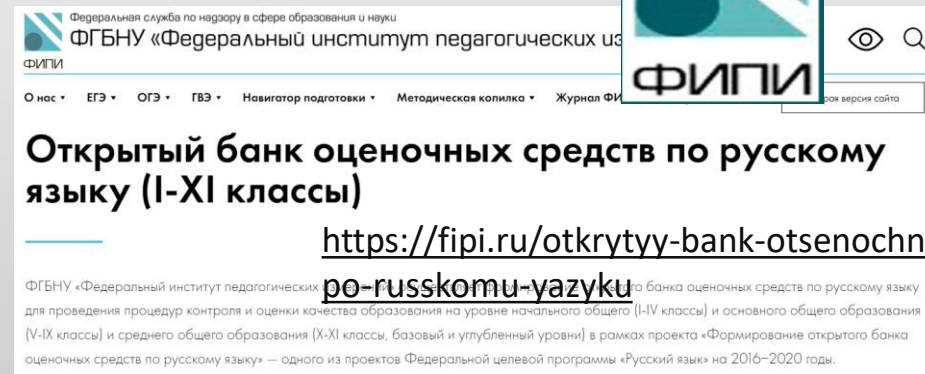 Федеральная служба по надзору в сфере образования и науки
ФГБНУ «Федеральный институт педагогических из
ФИПИ
ФИПИ
О нас ЕГЭ ОГЭ ГВЭ Навигатор подготовки Методическая копилка Журнал ФИ версия сайта
Открытый банк оценочных средств по русскому
языку (I-XI классы)
https://fipi.ru/otkrytyy-bank-otsenochn
po-russkomu-yazyku
ФГБНУ «Федеральный институт педагогических банка оценочных средств по русскому языку
для проведения процедур контроля и оценки качества образования на уровне начального общего (I-IV классы) и основного общего образования
(V-IX классы) и среднего общего образования (X-XI классы, базовый и углубленный уровни) в рамках проекта «Формирование открытого банка
оценочных средств по русскому языку» — одного из проектов Федеральной целевой программы «Русский язык» на 2016–2020 годы.